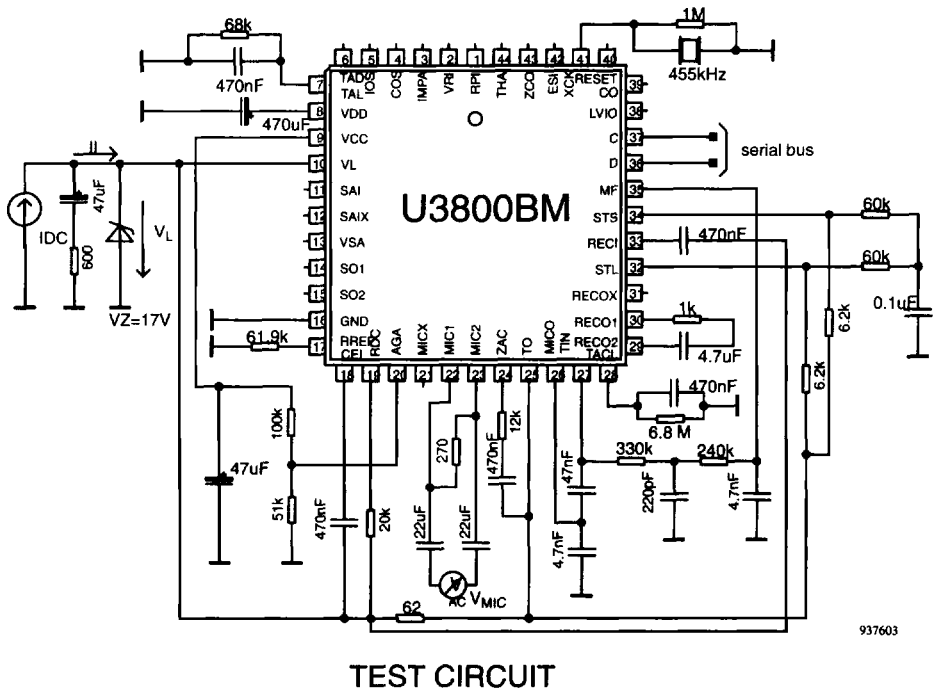 68k
470nF
470uF
1M
455kHz
6
5
4
3
2
1
44
43
42
41
40
TAD
TAL
IOS
COS
IMPA
VRI
RPI
THA
ZCO
ESI
XCK
RESET
CO
7
8
VDD
9
VCC
10
VL
11
SAI
12
SAIX
13
VSA
14
SO1
15
SO2
16
GND
17
RREF
CEI
39
38
LVIO
37
C
36
D
serial bus
35
MF
34
STS
33
RECI
32
STL
31
RECOX
30
RECO1
29
RECO2
TACL
U3800BM
Il
IDC
47uF
600
VL
VZ=17V
61.9k
60k
470nF
60k
0.1uF
6.2k
6.2k
1k
4.7uF
RDC
AGA
MICX
MIC1
MIC2
ZAC
TO
MICO
TIN
18
19
20
21
22
23
24
25
26
27
28
470nF
6.8 M
100k
47uF
51k
470nF
20k
270
22uF
22uF
12k
470nF
47nF
4.7nF
330k
240k
220pF
4.7nF
AC VMIC
62
937603
TEST CIRCUIT